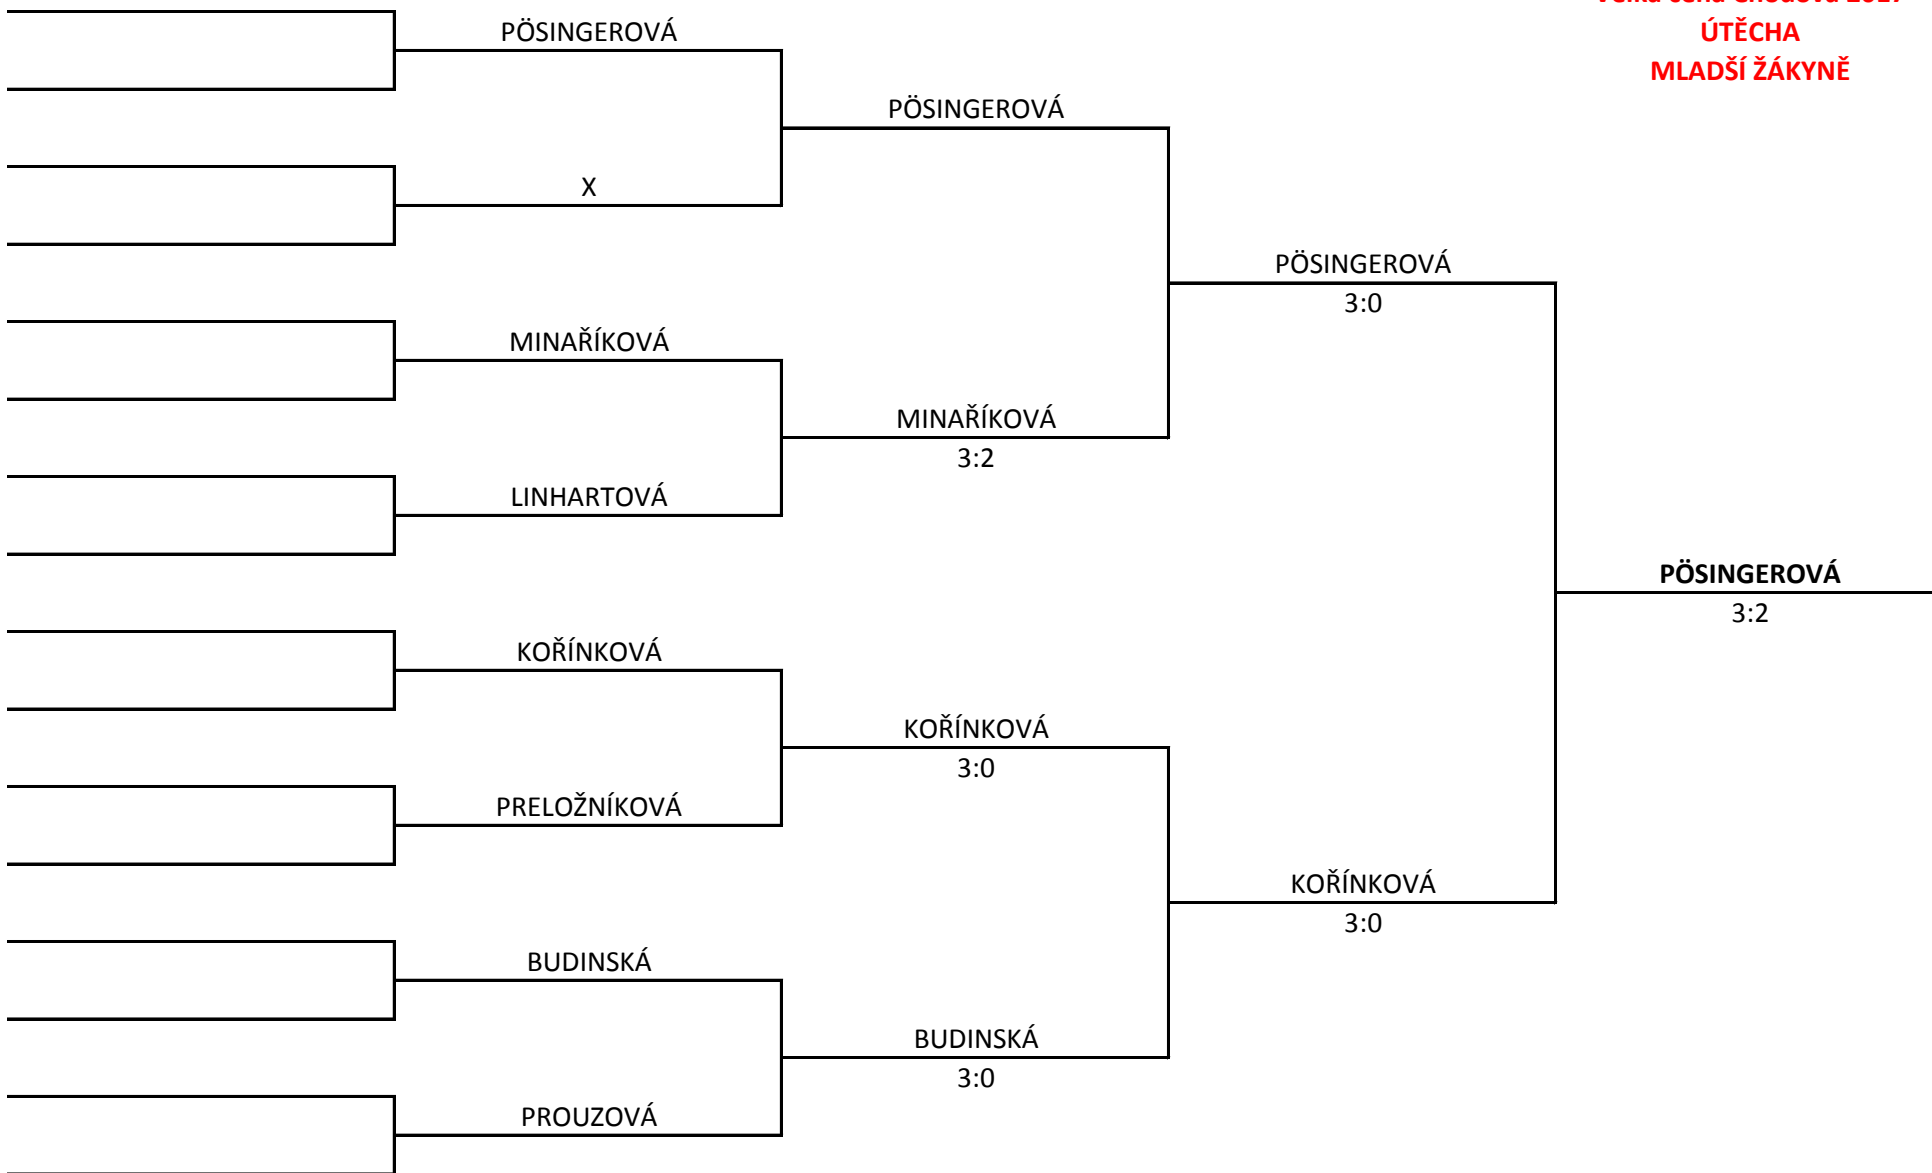 ÚTĚCHA
MLADŠÍ ŽÁKYNĚ
PÖSINGEROVÁ
PÖSINGEROVÁ
X
PÖSINGEROVÁ
3:0
MINAŘÍKOVÁ
MINAŘÍKOVÁ
3:2
LINHARTOVÁ
PÖSINGEROVÁ
3:2
KOŘÍNKOVÁ
KOŘÍNKOVÁ
3:0
PRELOŽNÍKOVÁ
KOŘÍNKOVÁ
3:0
BUDINSKÁ
BUDINSKÁ
3:0
PROUZOVÁ